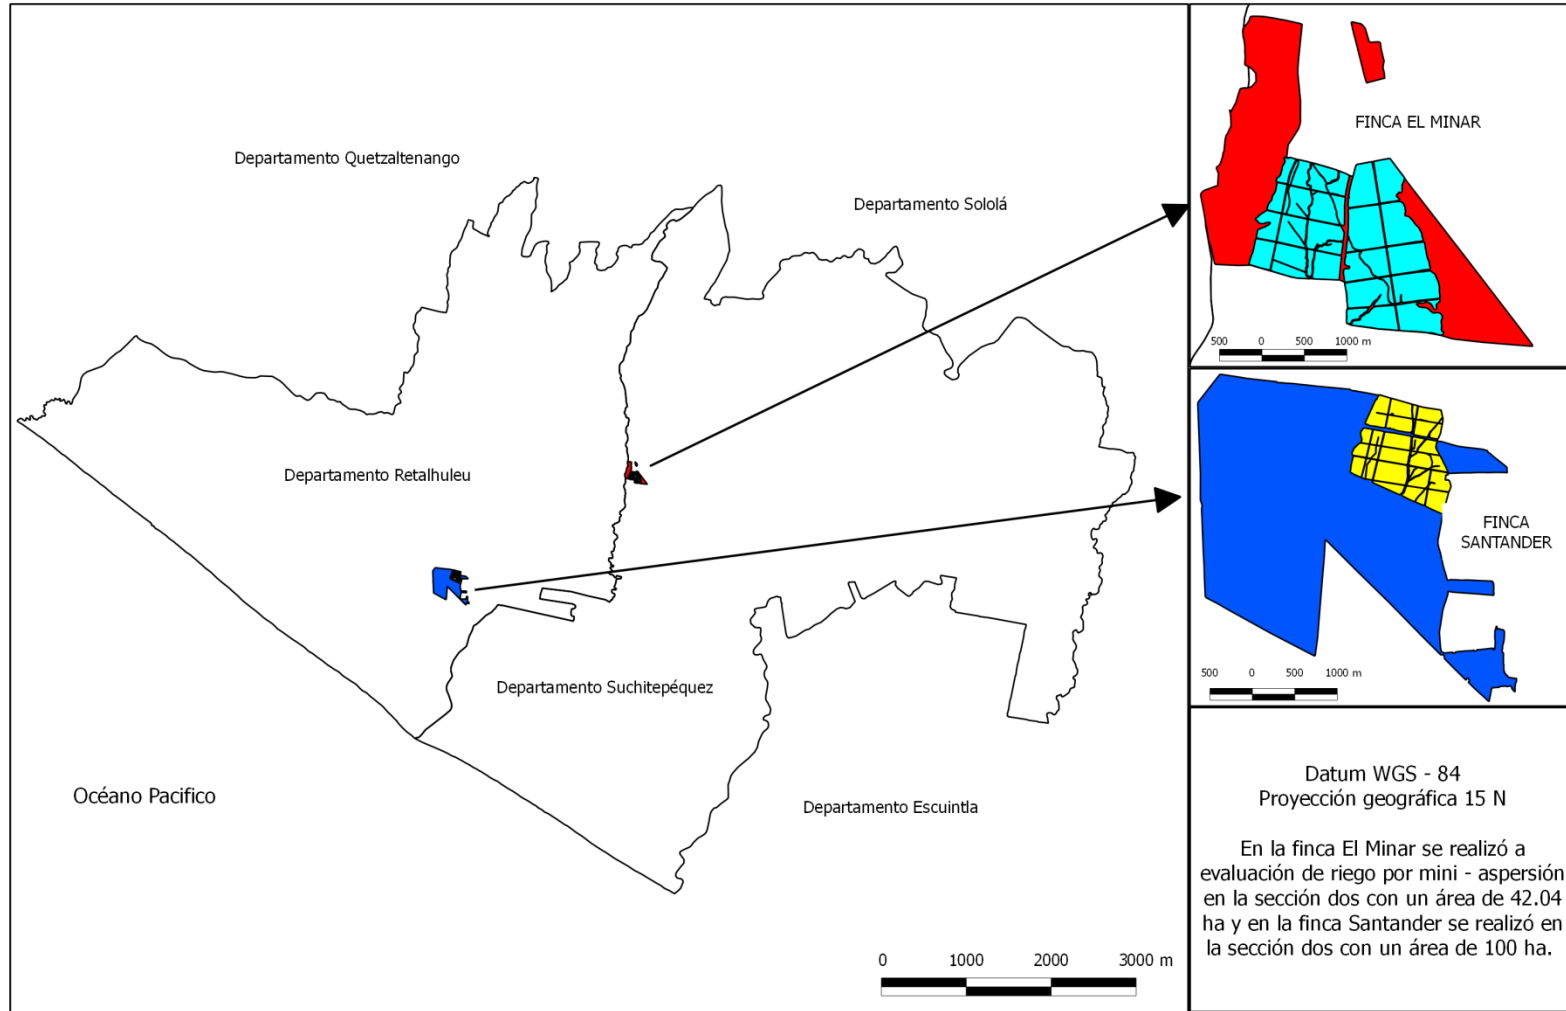 Departamento Quetzaltenango
Departamento Sololá
Departamento Retalhuleu
Departamento Suchitepéquez
Departamento Escuintla
Océano Pacifico
0 1000 2000 3000 m
FINCA EL MINAR
500 0 500 1000 m
FINCA
SANTANDER
500 0 500 1000 m
Datum WGS - 84
Proyección geográfica 15 N
En la finca El Minar se realizó a
evaluación de riego por mini - aspersión
en la sección dos con un área de 42.04
ha y en la finca Santander se realizó en
la sección dos con un área de 100 ha.